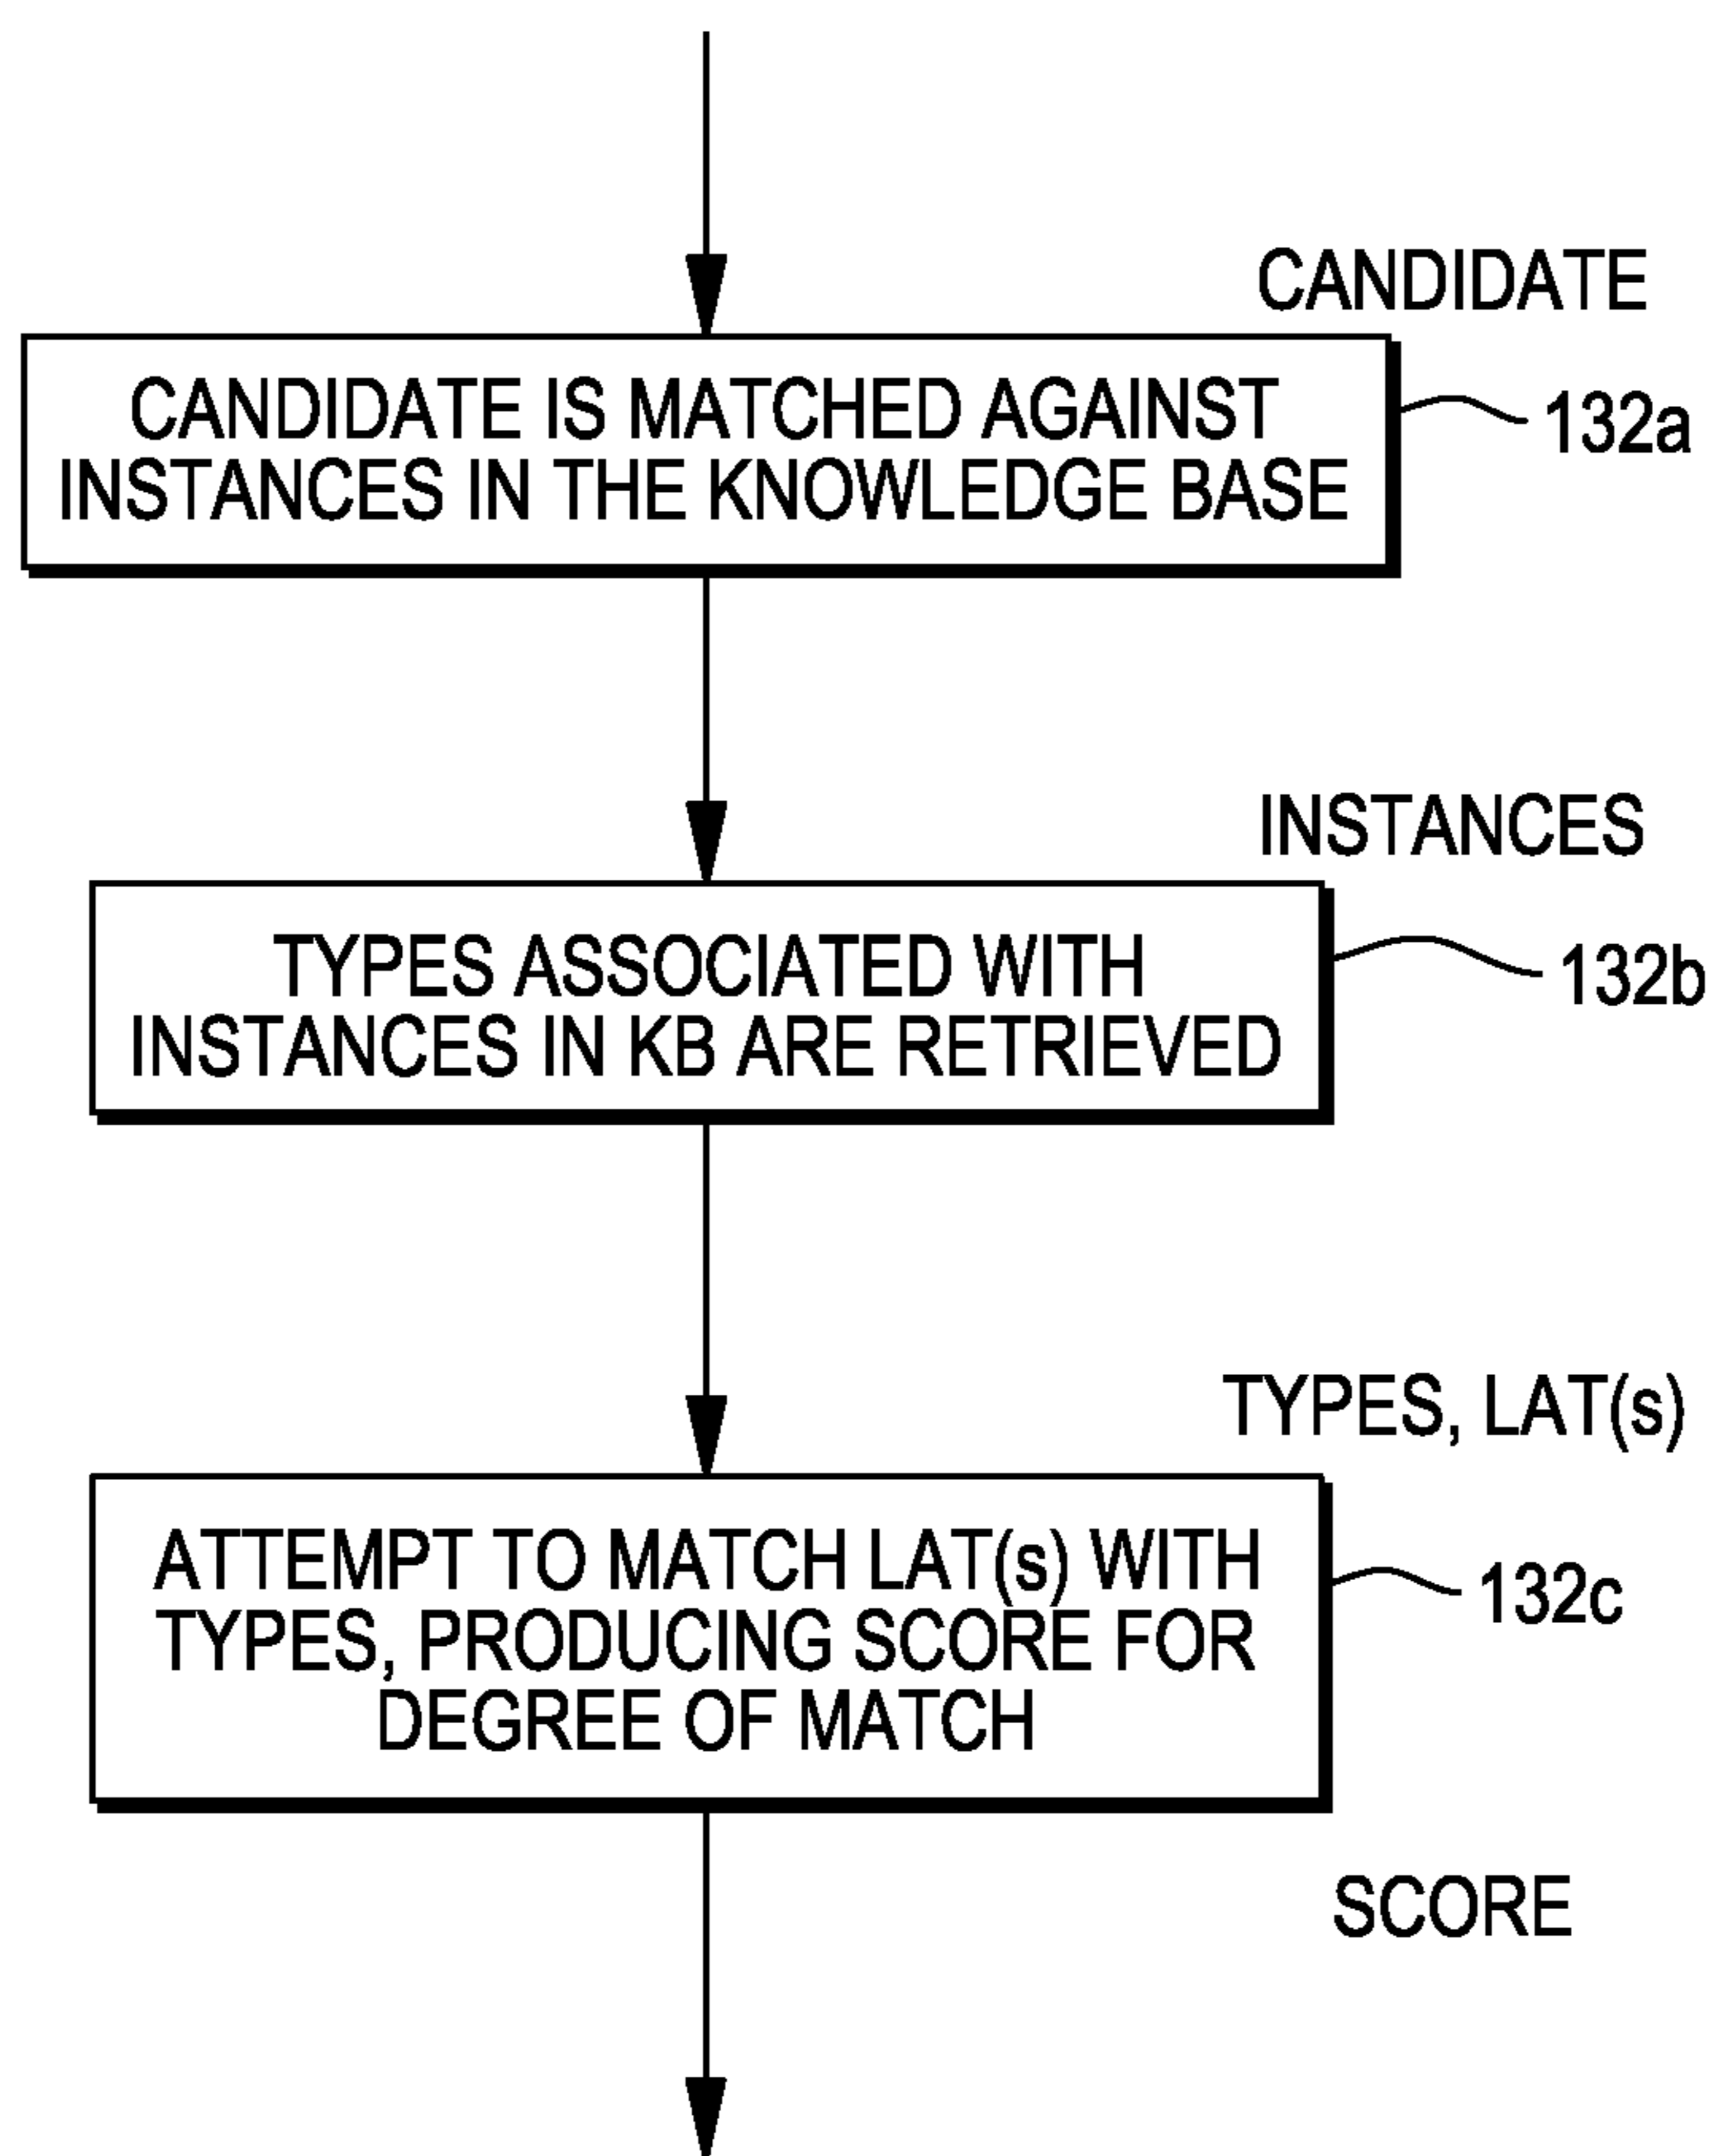 CANDIDATE
CANDIDATE IS MATCHED AGAINST
INSTANCES IN THE KNOWLEDGE BASE
132a
INSTANCES
TYPES ASSOCIATED WITH
INSTANCES IN KB ARE RETRIEVED
132b
TYPES, LAT(s)
ATTEMPT TO MATCH LAT(s) WITH
TYPES, PRODUCING SCORE FOR
DEGREE OF MATCH
132c
SCORE